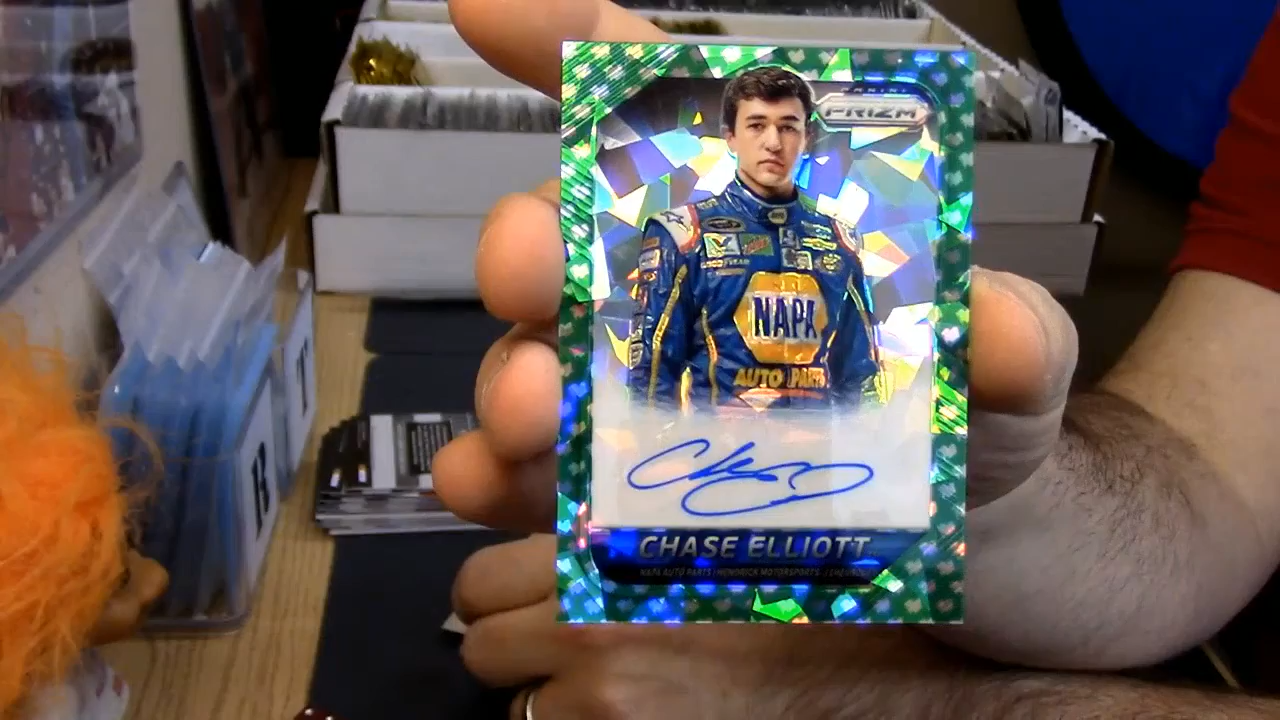 PANINI
PRIZM
NAPA
AUTO PARTS
CHASE ELLIOTT
NAPA AUTO PARTS / HENDRICK MOTORSPORTS / CHEVROLET
R
T